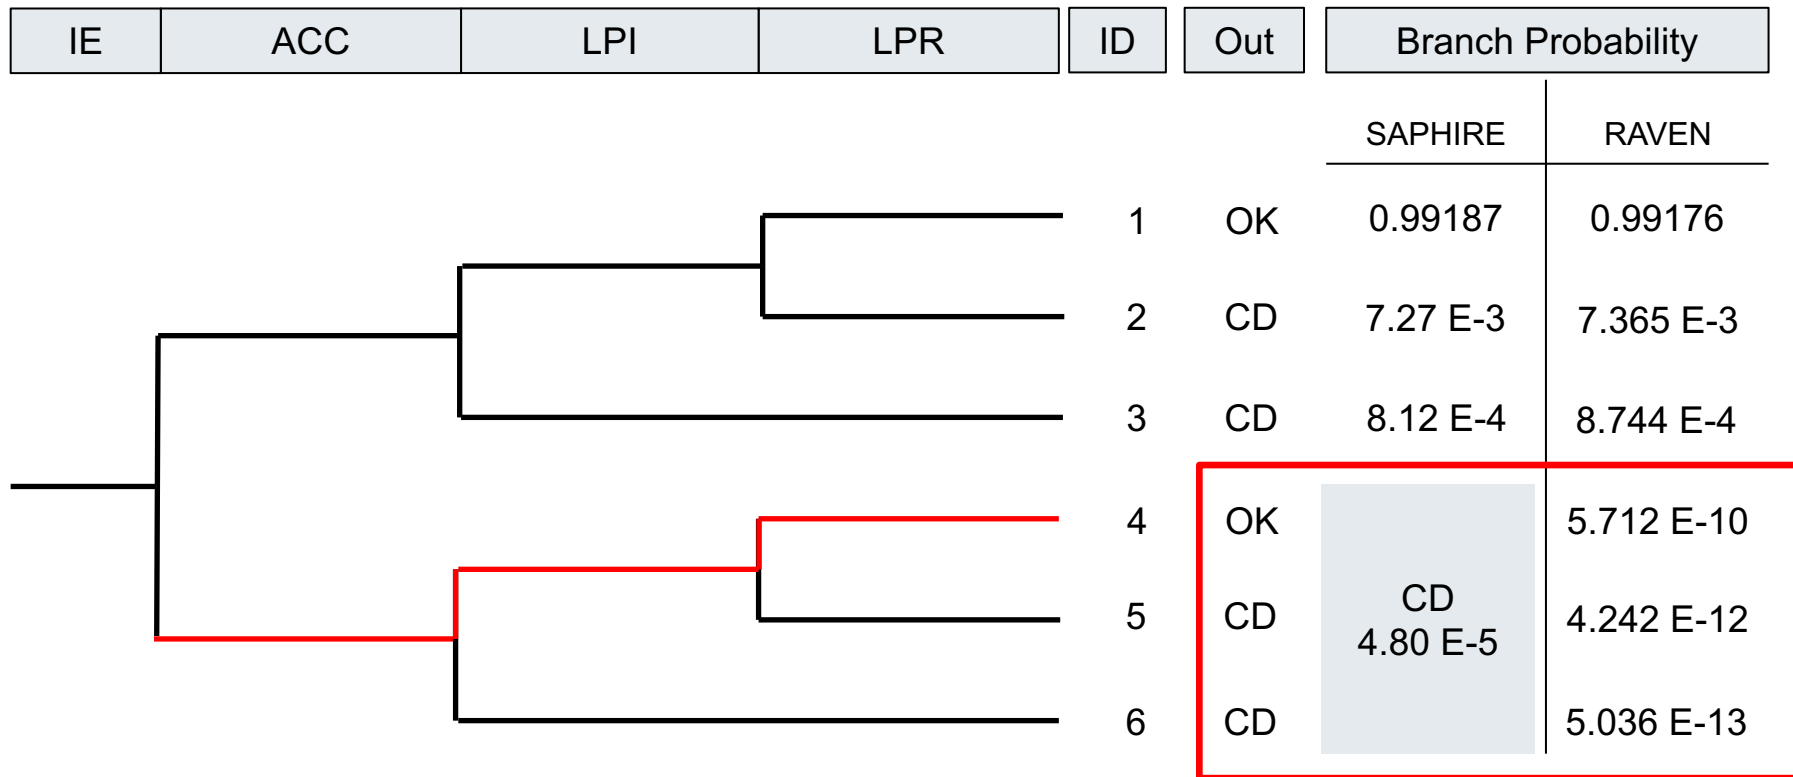 IE ACC LPI LPR ID Out Branch Probability
SAPHIRE RAVEN
1 OK 0.99187 0.99176
2 CD 7.27 E-3 7.365 E-3
3 CD 8.12 E-4 8.744 E-4
4 OK 5.712 E-10
CD
5 CD 4.242 E-12
4.80 E-5
6 CD 5.036 E-13